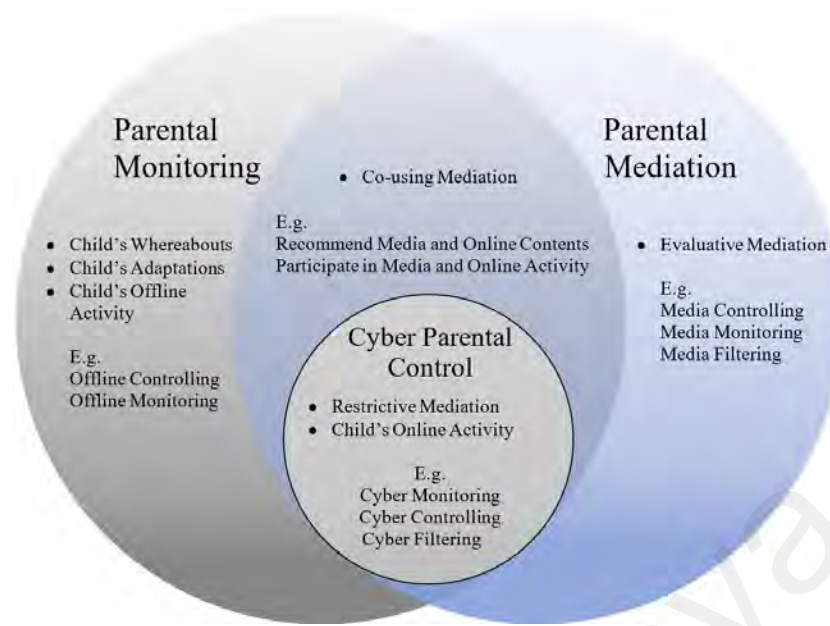 Parental
Monitoring
• Child's Whereabouts
• Child's Adaptations
• Child's Offline
Activity
E.g.
Offline Controlling
Offline Monitoring
• Co-using Mediation
E.g.
Recommend Media and Online Contents
Participate in Media and Online Activity
Cyber Parental
Control
• Restrictive Mediation
• Child's Online Activity
E.g.
Cyber Monitoring
Cyber Controlling
Cyber Filtering
Parental
Mediation
• Evaluative Mediation
E.g.
Media Controlling
Media Monitoring
Media Filtering